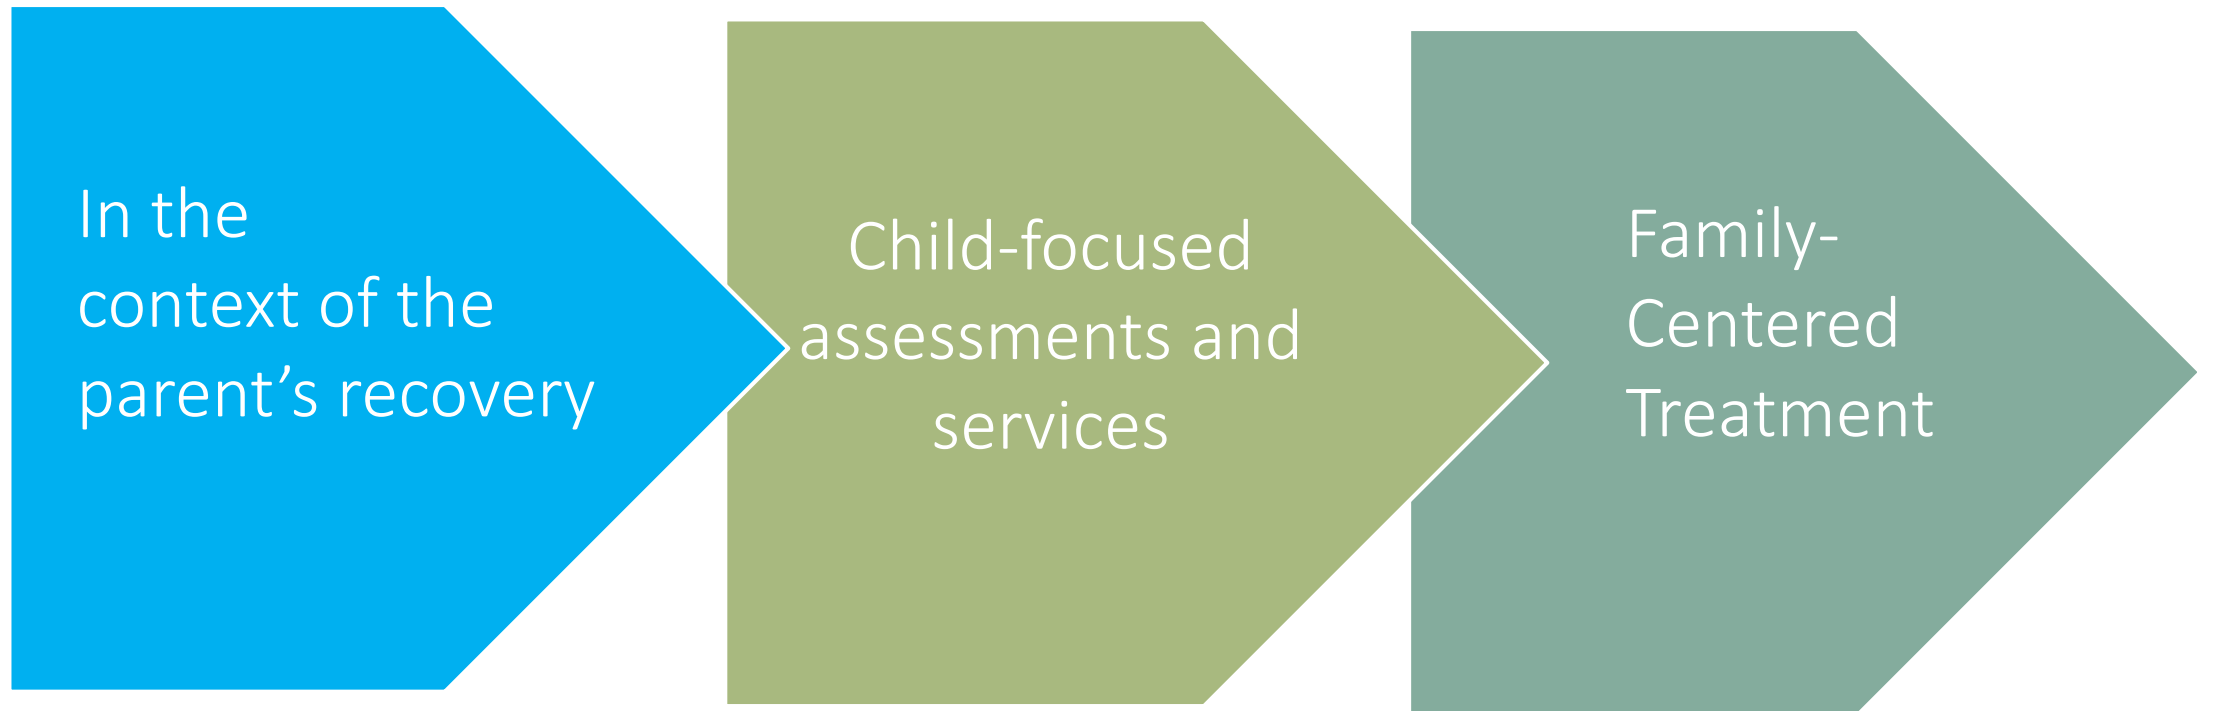 In the
context of the
parent’s recovery
Child-focused
assessments and
services
Family-
Centered
Treatment